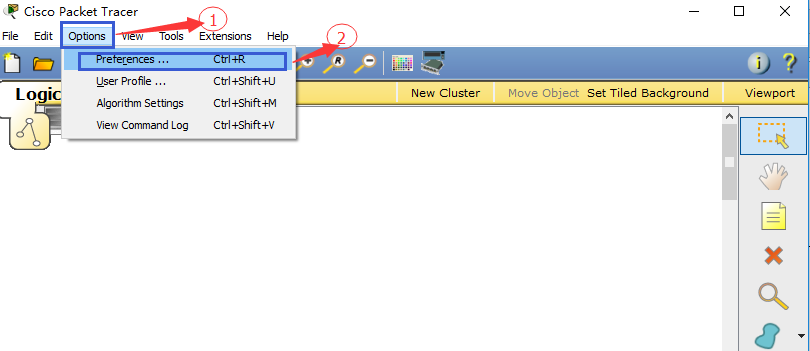 Cisco Packet Tracer
1
File Edit Options View Tools Extensions Help
2
Preferences ... Ctrl+R
R
User Profile ... Ctrl+Shift+U
Logic
New Cluster Move Object Set Tiled Background Viewport
Algorithm Settings Ctrl+Shift+M
View Command Log Ctrl+Shift+V